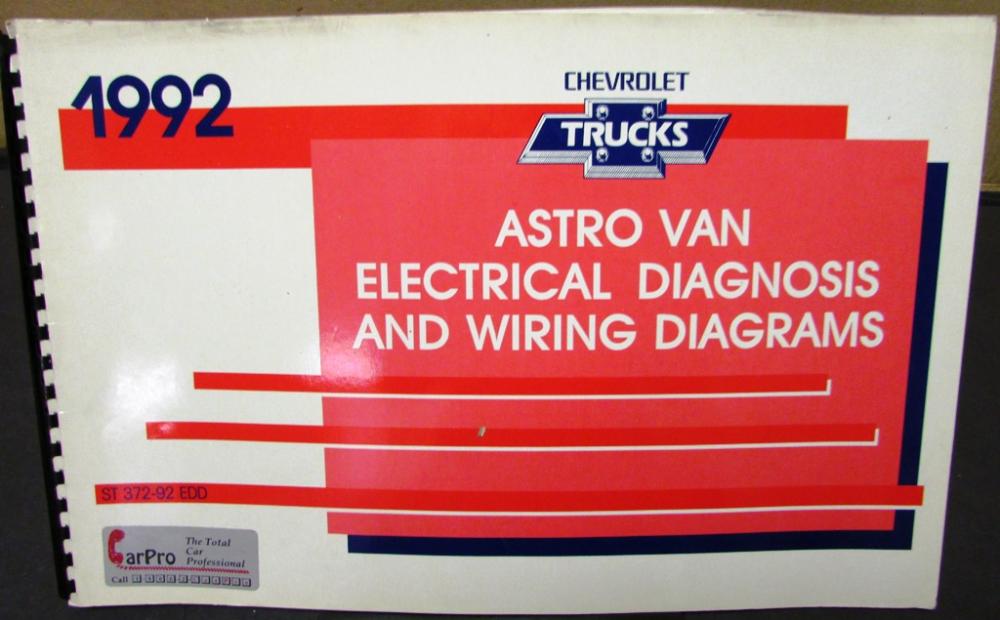 1992
CHEVROLET
TRUCKS
ASTRO VAN
ELECTRICAL DIAGNOSIS
AND WIRING DIAGRAMS
ST 372-92 EDD
CarPro
The Total
Car
Professional
Call